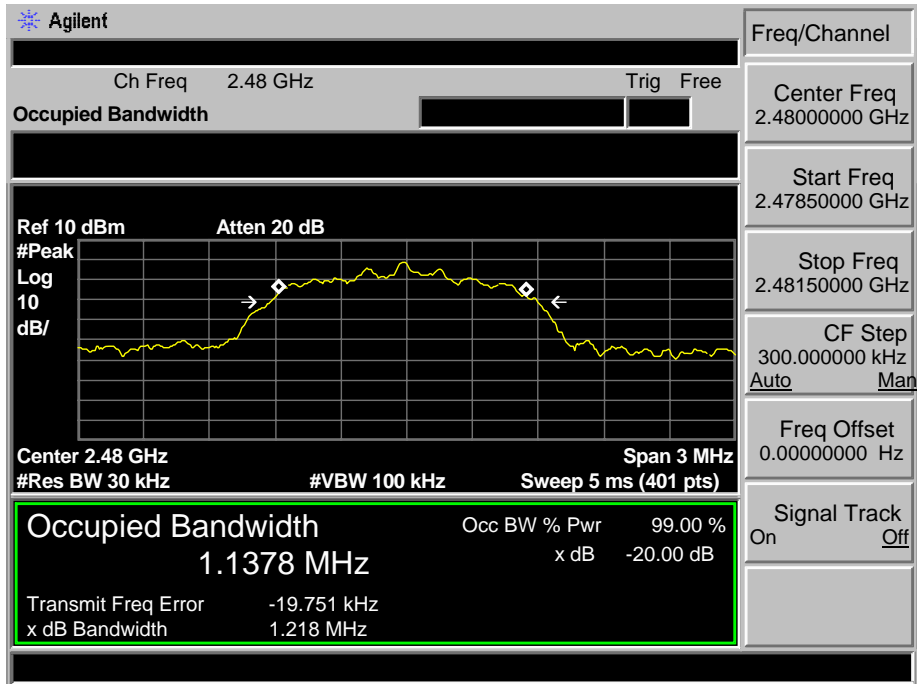 Agilent
Ch Freq 2.48 GHz Trig Free
Occupied Bandwidth
Ref 10 dBm Atten 20 dB
#Peak
Log
10
dB/
Center 2.48 GHz Span 3 MHz
#Res BW 30 kHz #VBW 100 kHz Sweep 5 ms (401 pts)
Occupied Bandwidth Occ BW % Pwr 99.00 %
1.1378 MHz x dB -20.00 dB
Transmit Freq Error -19.751 kHz
x dB Bandwidth 1.218 MHz
Freq/Channel
Center Freq
2.48000000 GHz
Start Freq
2.47850000 GHz
Stop Freq
2.48150000 GHz
CF Step
300.000000 kHz
Auto Man
Freq Offset
0.00000000 Hz
Signal Track
On Off